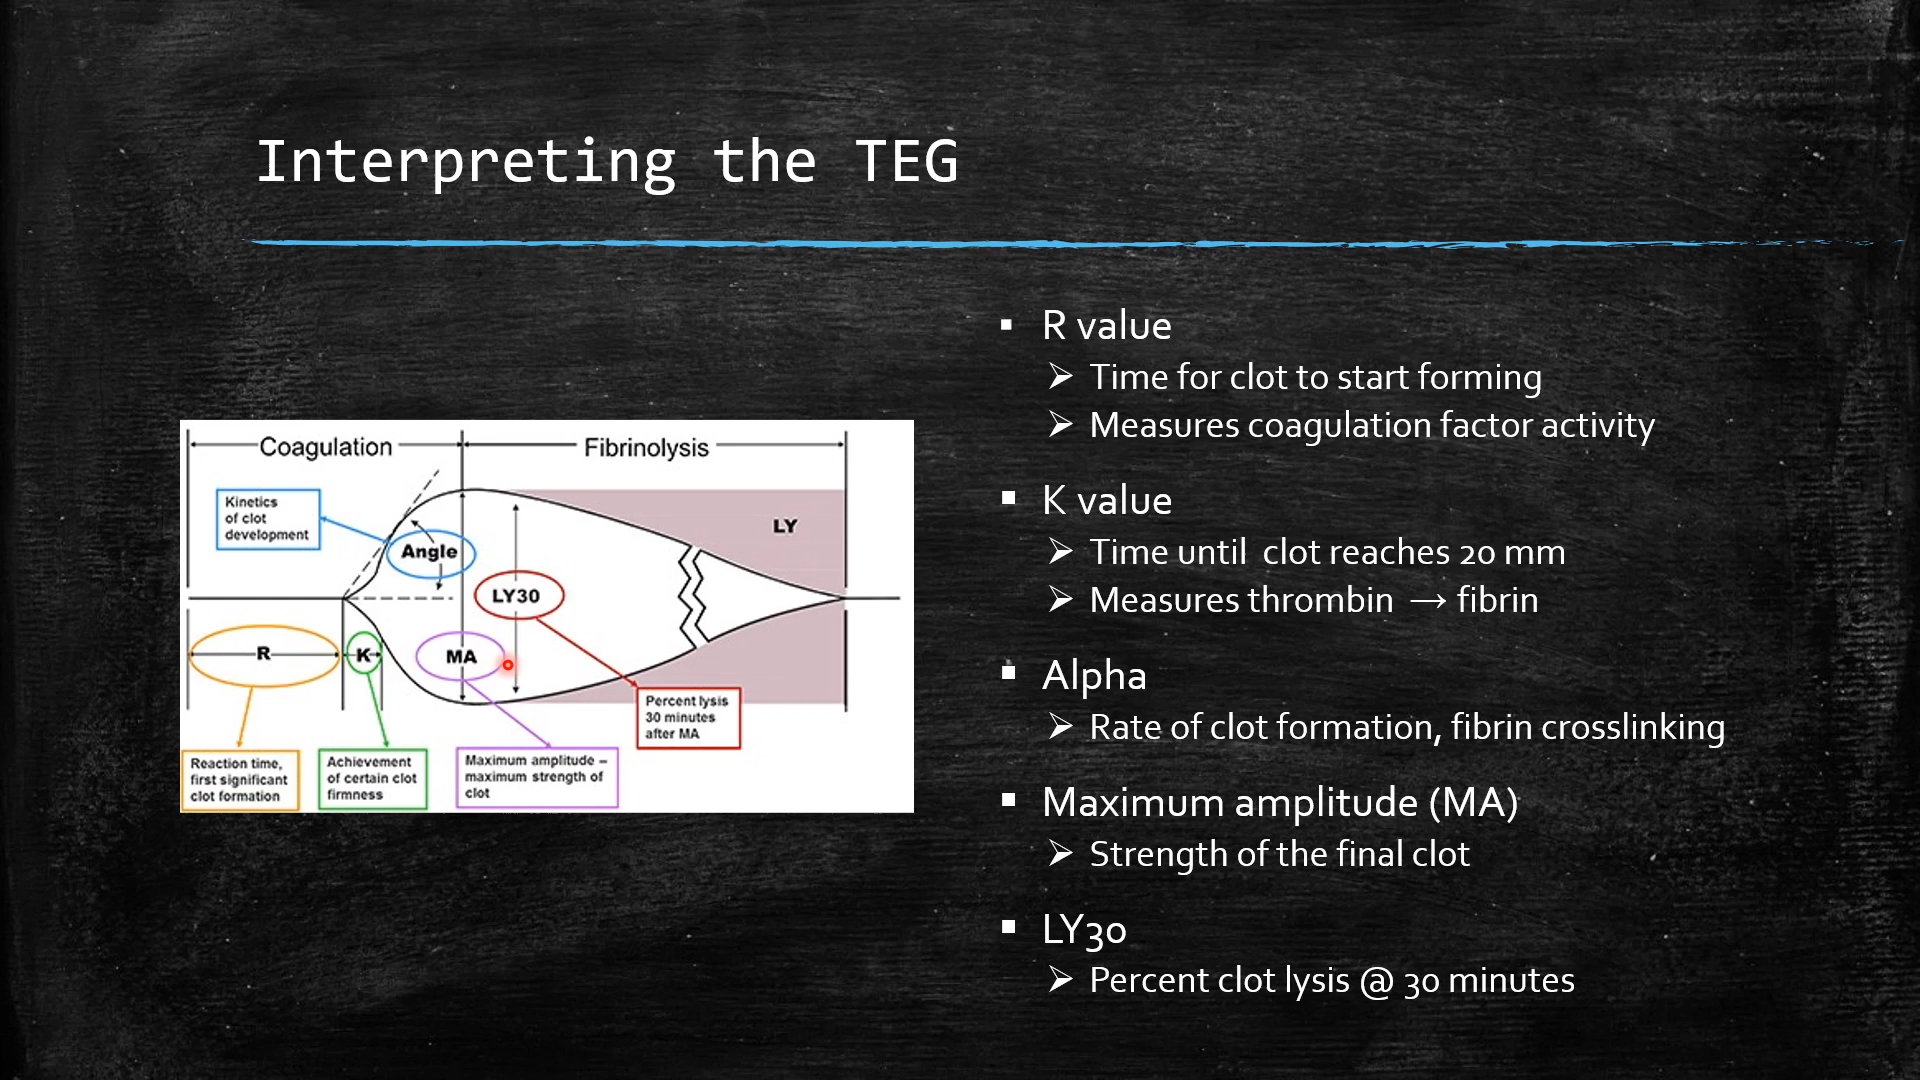 Interpreting the TEG
Coagulation
Fibrinolysis
Kinetics
of clot
development
Angle
LY
LY30
R
K
MA
Percent lysis
30 minutes
after MA
Reaction time,
first significant
clot formation
Achievement
of certain clot
firmness
Maximum amplitude –
maximum strength of
clot
▪ R value
➢ Time for clot to start forming
➢ Measures coagulation factor activity
▪ K value
➢ Time until clot reaches 20 mm
➢ Measures thrombin → fibrin
▪ Alpha
➢ Rate of clot formation, fibrin crosslinking
▪ Maximum amplitude (MA)
➢ Strength of the final clot
▪ LY30
➢ Percent clot lysis @ 30 minutes